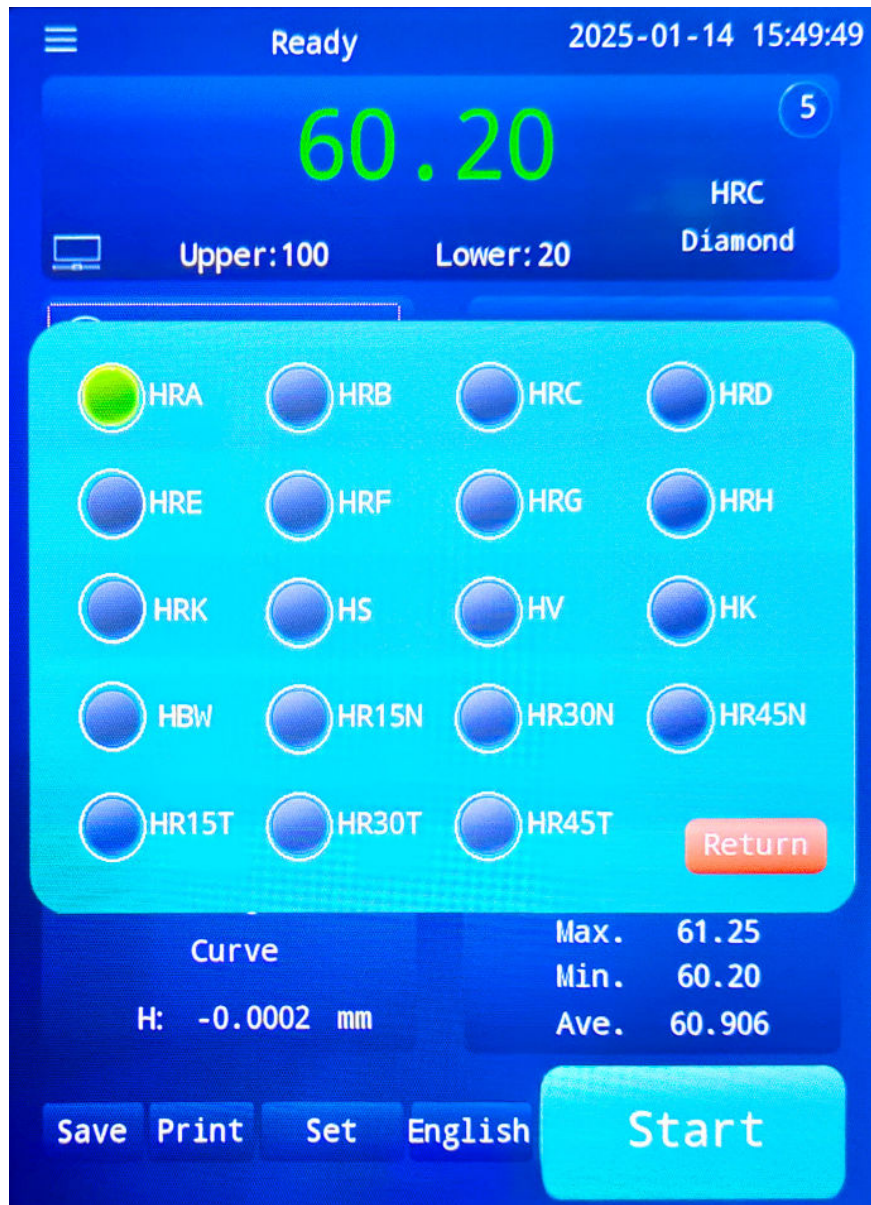 Ready 2025-01-14 15:49:49
5
60.20
HRC
Diamond
Upper:100 Lower:20
HRA HRB HRC HRD
HRE HRF HRG HRH
HRK HS HV HK
HBW HR15N HR30N HR45N
HR15T HR30T HR45T
Return
Curve
H: -0.0002 mm
Max. 61.25
Min. 60.20
Ave. 60.906
Save Print Set English Start